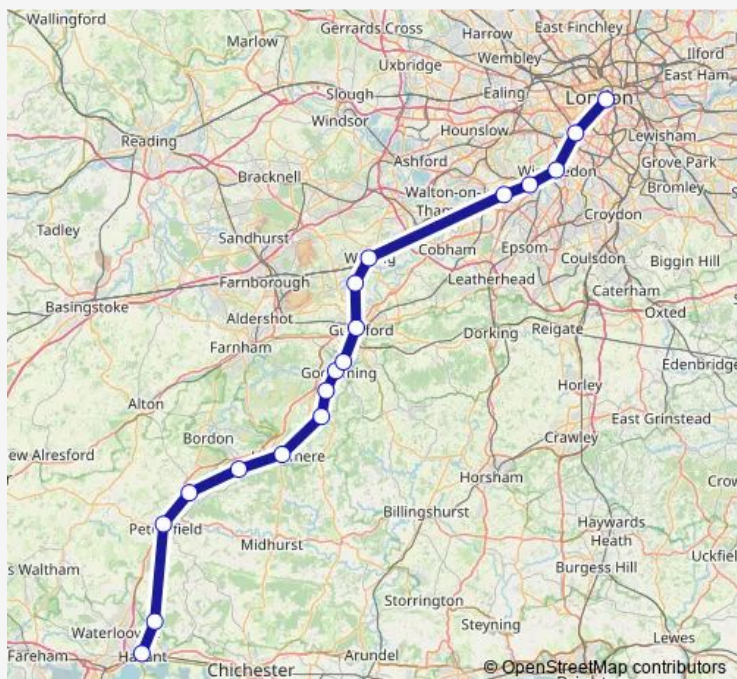 Wallingford
Gerrards Cross
Harrow
East Finchley
Marlow
Wembley
Ilford
Uxbridge
East Ham
Slough
Ealing
London
Windsor
Reading
Hounslow
Lewisham
Ashford
Grove Park
Bracknell
Walton-on-
Bromley
Tham
Tadley
Croydon
Sandhurst
Cobham
Epsom
Coulsdon
Biggin Hill
Farnborough
Leatherhead
Caterham
Basingstoke
Oxted
Aldershot
Dorking
Reigate
Farnham
Edenbridge
Horley
Alton
East Grinstead
Bordon
Crawley
ew Alresford
Horsham
Crow
Billingshurst
Haywards
Heath
Midhurst
Uckfie
s Waltham
Burgess Hill
Storrington
Steyning
Lewes
Fareham
Arundel
Chichester
© OpenStreetMap contributors